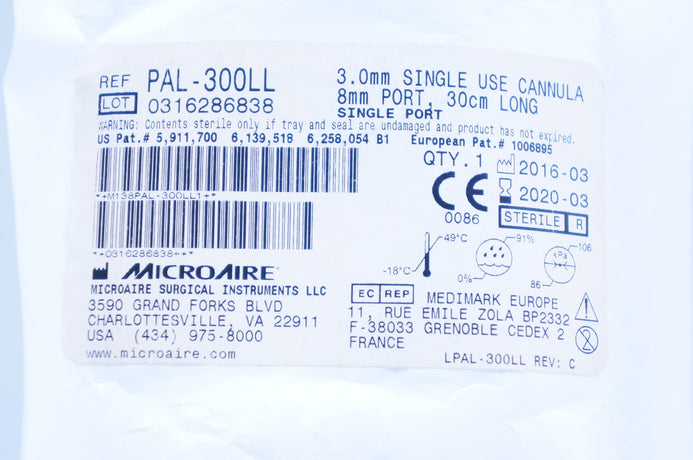 REF PAL-300LL
LOT 0316286838
3.0mm SINGLE USE CANNULA
8mm PORT, 30cm LONG
SINGLE PORT
WARNING: Contents sterile only if tray and seal are undamaged and product has not expired.
US Pat.# 5,911,700 6,139,518 6,258,054 B1 European Pat.# 1006895
QTY. 1 2016-03
2020-03
CE
0086
STERILE R
*+M138PAL-300LL1+*
*+0316286838++*
49°C
-18°C
91%
0%
106
kPa
86
MICROAIRE
MICROAIRE SURGICAL INSTRUMENTS LLC
3590 GRAND FORKS BLVD
CHARLOTTESVILLE, VA 22911
USA (434) 975-8000
www.microaire.com
EC REP MEDIMARK EUROPE
11, RUE EMILE ZOLA BP2332
F-38033 GRENOBLE CEDEX 2
FRANCE
LPAL-300LL REV: C